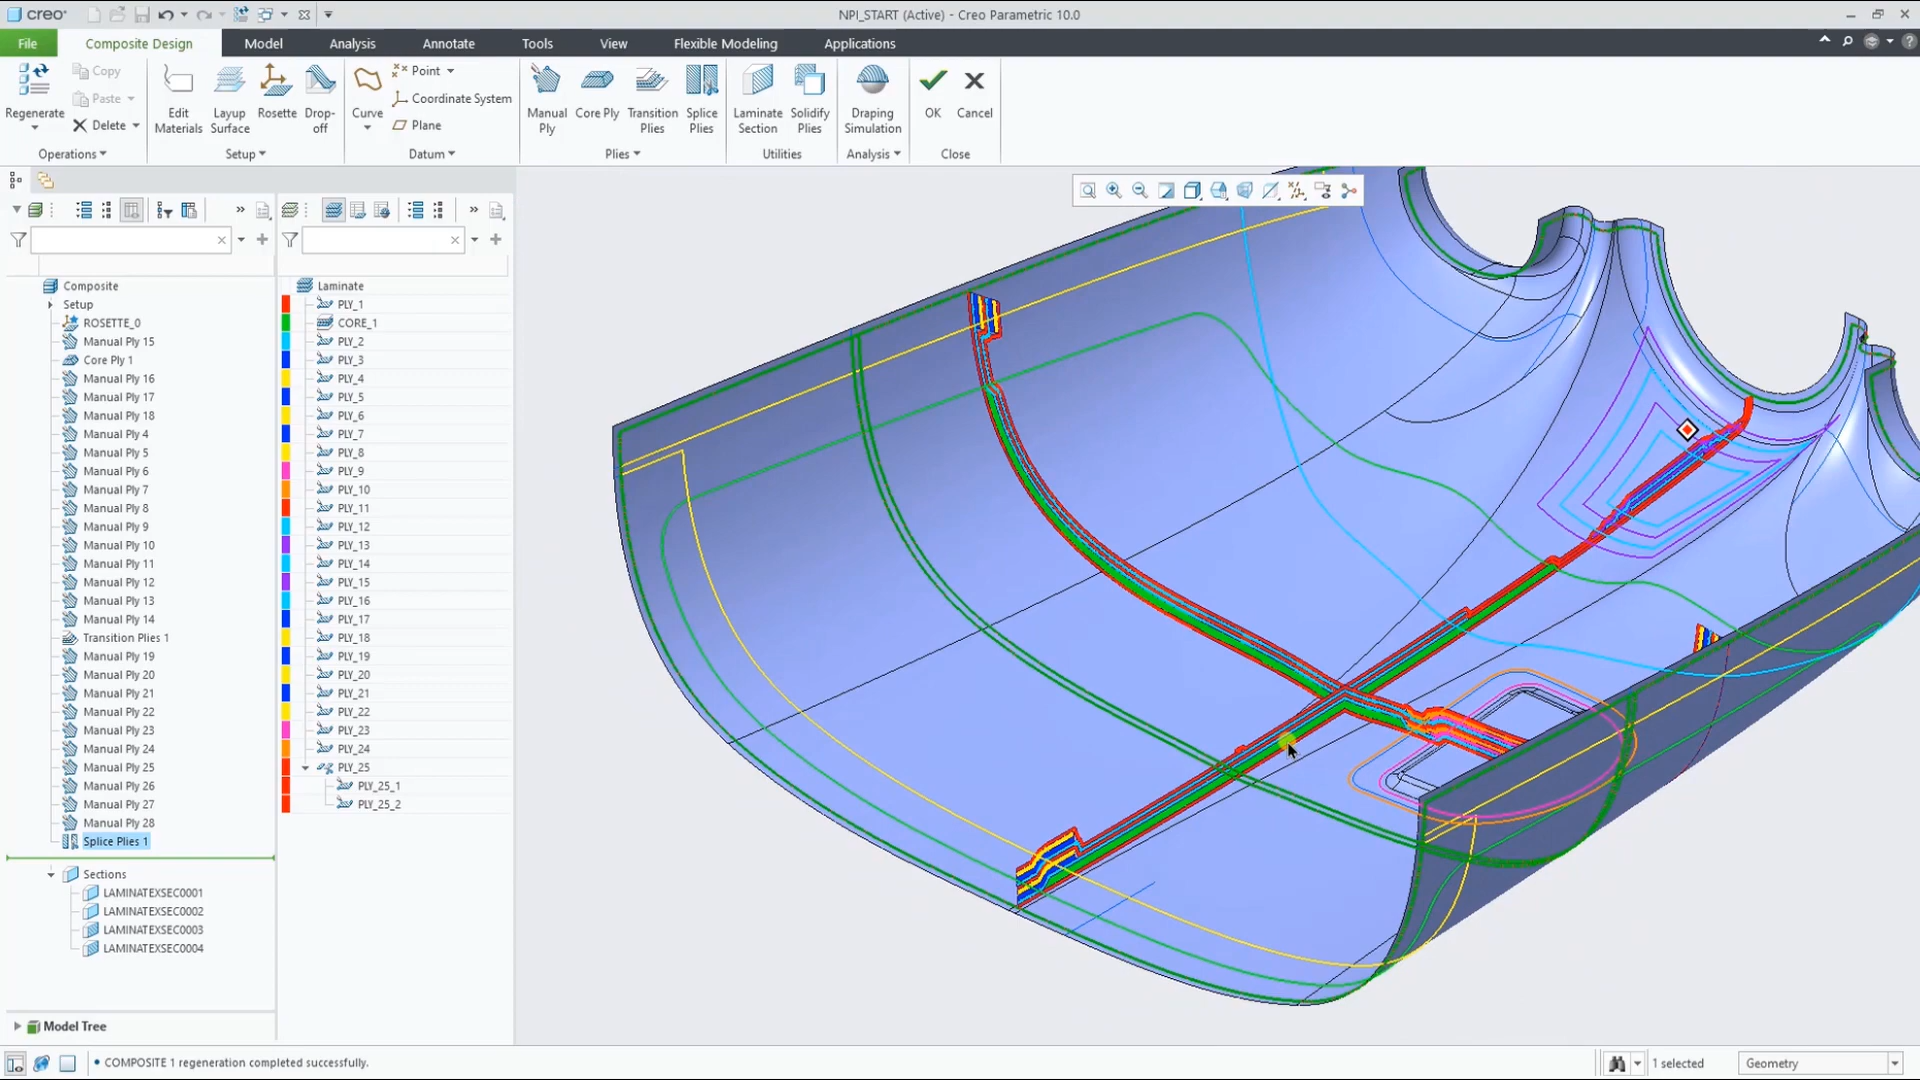 creo
NPI_START (Active) - Creo Parametric 10.0
File
Composite Design
Model
Analysis
Annotate
Tools
View
Flexible Modeling
Applications
Regenerate
Copy
Paste
Delete
Operations
Edit Materials
Layup Surface
Rosette
Drop-off
Setup
Curve
Point
Coordinate System
Plane
Datum
Manual Ply
Core Ply
Transition Plies
Splice Plies
Plies
Laminate Section
Solidify Plies
Utilities
Draping Simulation
Analysis
OK
Cancel
Close
Composite
Setup
ROSETTE_0
Manual Ply 15
Core Ply 1
Manual Ply 16
Manual Ply 17
Manual Ply 18
Manual Ply 4
Manual Ply 5
Manual Ply 6
Manual Ply 7
Manual Ply 8
Manual Ply 9
Manual Ply 10
Manual Ply 11
Manual Ply 12
Manual Ply 13
Manual Ply 14
Transition Plies 1
Manual Ply 19
Manual Ply 20
Manual Ply 21
Manual Ply 22
Manual Ply 23
Manual Ply 24
Manual Ply 25
Manual Ply 26
Manual Ply 27
Manual Ply 28
Splice Plies 1
Sections
LAMINATEXSEC0001
LAMINATEXSEC0002
LAMINATEXSEC0003
LAMINATEXSEC0004
Model Tree
Laminate
PLY_1
CORE_1
PLY_2
PLY_3
PLY_4
PLY_5
PLY_6
PLY_7
PLY_8
PLY_9
PLY_10
PLY_11
PLY_12
PLY_13
PLY_14
PLY_15
PLY_16
PLY_17
PLY_18
PLY_19
PLY_20
PLY_21
PLY_22
PLY_23
PLY_24
PLY_25
PLY_25_1
PLY_25_2
• COMPOSITE 1 regeneration completed successfully.
1 selected
Geometry